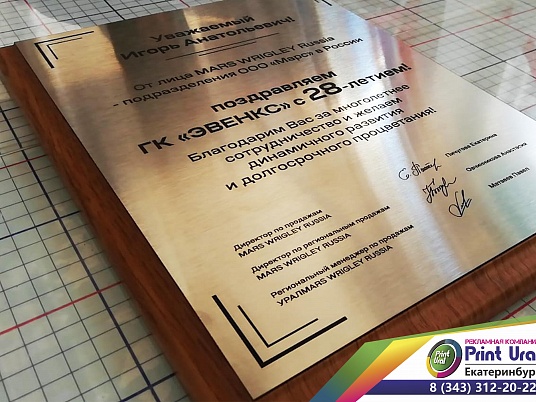 Уважаемый
Игорь Анатольевич!
От лица MARS WRIGLEY Russia
- подразделения ООО «Марс» в России
поздравляем
ГК «ЭВЕНКС» с 28-летием!
Благодарим Вас за многолетнее
сотрудничество и желаем
динамичного развития
и долгосрочного процветания!
Директор по продажам
MARS WRIGLEY RUSSIA
Пичугова Екатерина
Директор по региональным продажам
MARS WRIGLEY RUSSIA
Анастасия
Региональный менеджер по продажам
УРАЛMARS WRIGLEY RUSSIA
Матвеев Павел
РЕКЛАМНАЯ КОМПАНИЯ
Print Ural
Print Ural
Екатеринбург
8 (343) 312-20-22